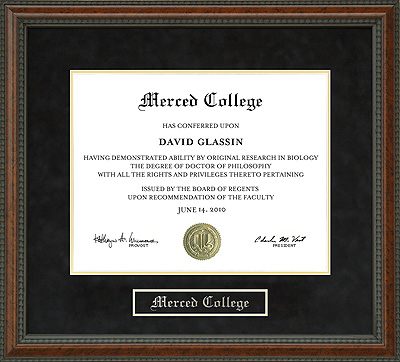 Merced College
HAS CONFERRED UPON
DAVID GLASSIN
HAVING DEMONSTRATED ABILITY BY ORIGINAL RESEARCH IN BIOLOGY
THE DEGREE OF DOCTOR OF PHILOSOPHY
WITH ALL THE RIGHTS AND PRIVILEGES THERETO PERTAINING
ISSUED BY THE BOARD OF REGENTS
UPON RECOMMENDATION OF THE FACULTY
JUNE 14, 2010
PROVOST
Charles M. Vest
PRESIDENT
Merced College